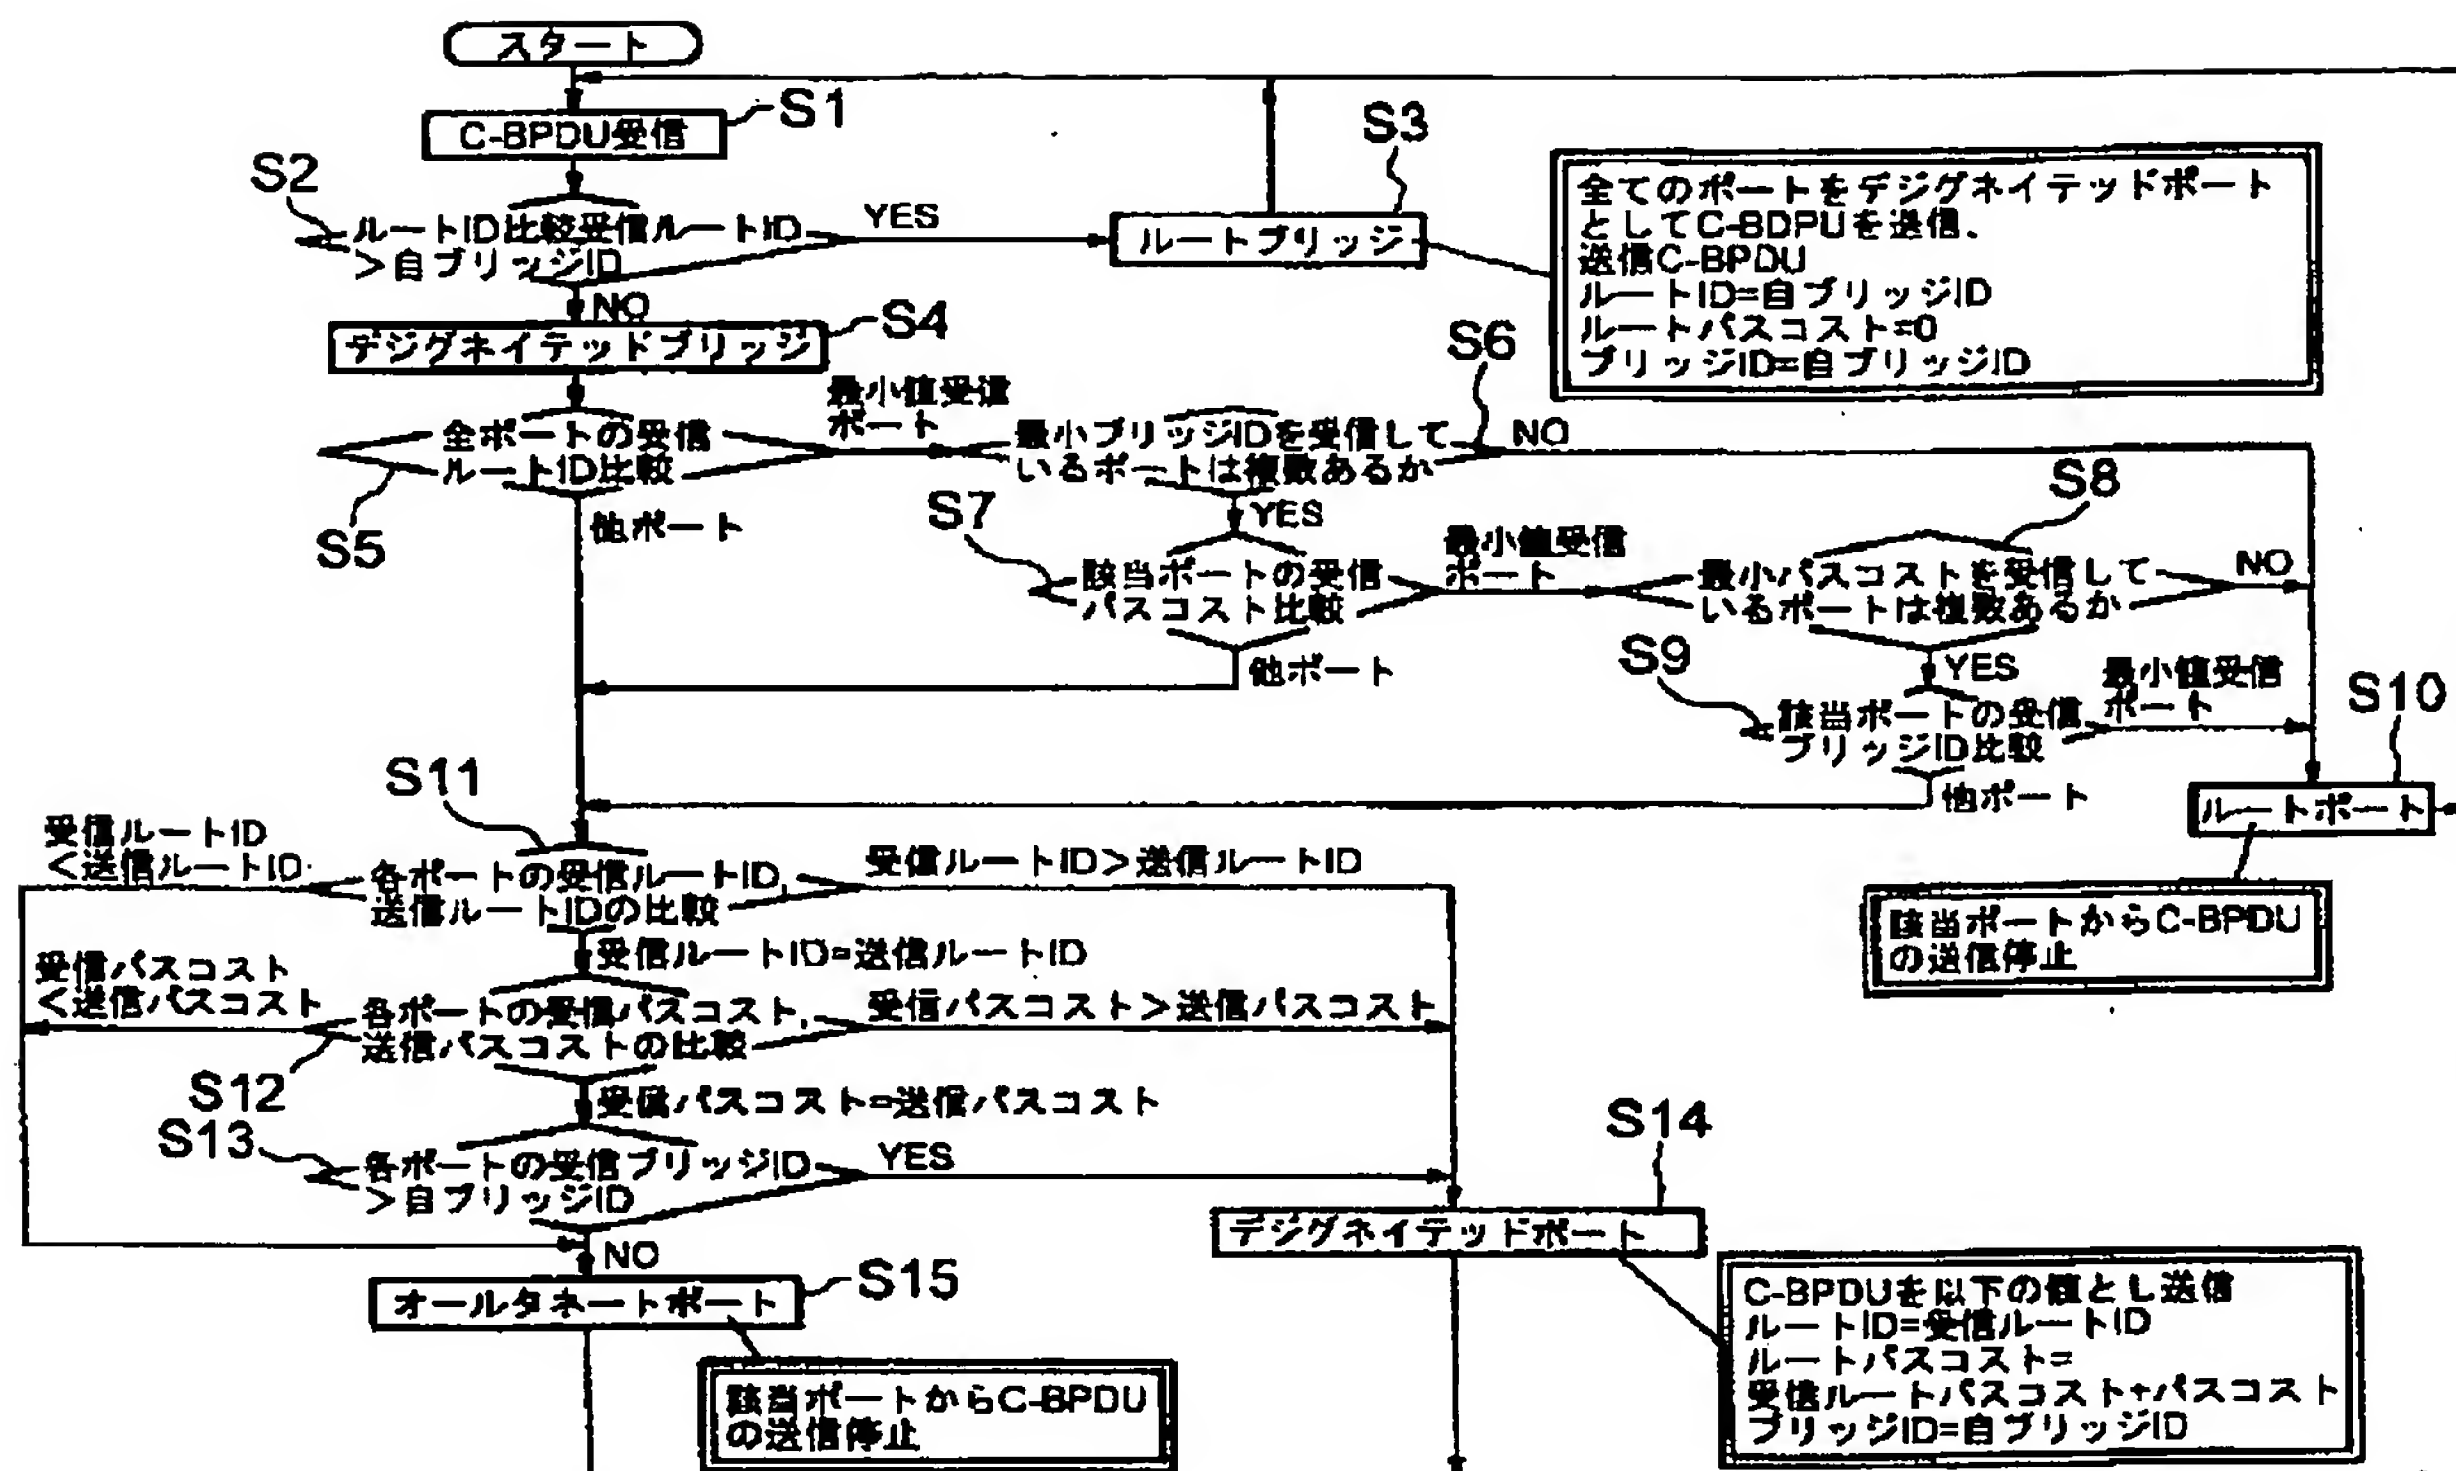 スタート
S1
C-BPDU受信
S2
ルートID比較受信ルートID
＞自ブリッジID
YES
NO
S3
ルートブリッジ
全てのポートをデジグネイテッドポート
としてC-BDPUを送信、
送信C-BPDU
ルートID=自ブリッジID
ルートパスコスト=0
ブリッジID=自ブリッジID
S4
デジグネイテッドブリッジ
S5
全ポートの受信
ルートID比較
最小値受信
ポート
他ポート
S6
最小ブリッジIDを受信して
いるポートは複数あるか
NO
YES
S7
該当ポートの受信
パスコスト比較
最小値受信
ポート
他ポート
S8
最小パスコストを受信して
いるポートは複数あるか
NO
YES
S9
該当ポートの受信
ブリッジID比較
最小値受信
ポート
他ポート
S10
ルートポート
該当ポートからC-BPDU
の送信停止
S11
受信ルートID
＜送信ルートID
各ポートの受信ルートID,
送信ルートIDの比較
受信ルートID＞送信ルートID
受信ルートID=送信ルートID
受信パスコスト
＜送信パスコスト
各ポートの受信パスコスト,
送信パスコストの比較
受信パスコスト＞送信パスコスト
S12
受信パスコスト=送信パスコスト
S13
各ポートの受信ブリッジID
＞自ブリッジID
YES
NO
S14
デジグネイテッドポート
C-BPDUを以下の値とし送信
ルートID=受信ルートID
ルートパスコスト=
受信ルートパスコスト+パスコスト
ブリッジID=自ブリッジID
S15
オールタネートポート
該当ポートからC-BPDU
の送信停止